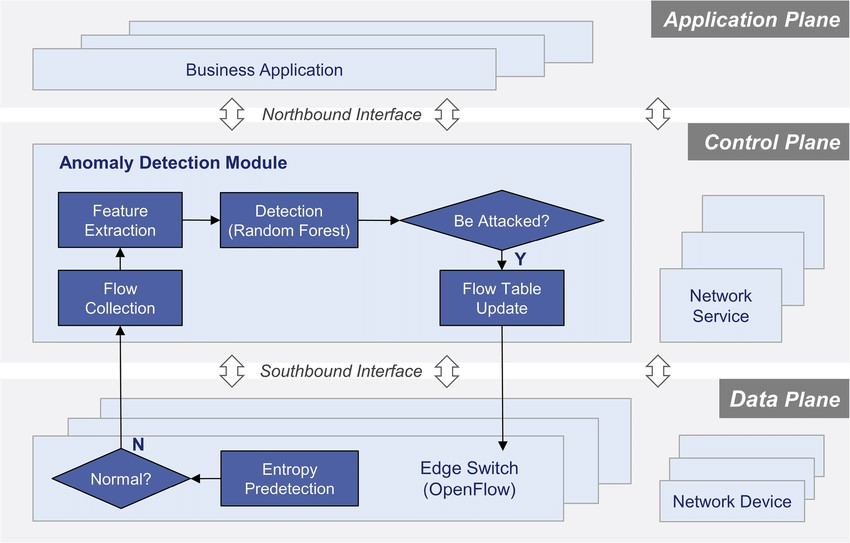 Application Plane
Business Application
Northbound Interface
Control Plane
Anomaly Detection Module
Feature
Extraction
Detection
(Random Forest)
Be Attacked?
Y
Flow
Collection
Flow Table
Update
Network
Service
Southbound Interface
Data Plane
N
Normal?
Entropy
Predetection
Edge Switch
(OpenFlow)
Network Device